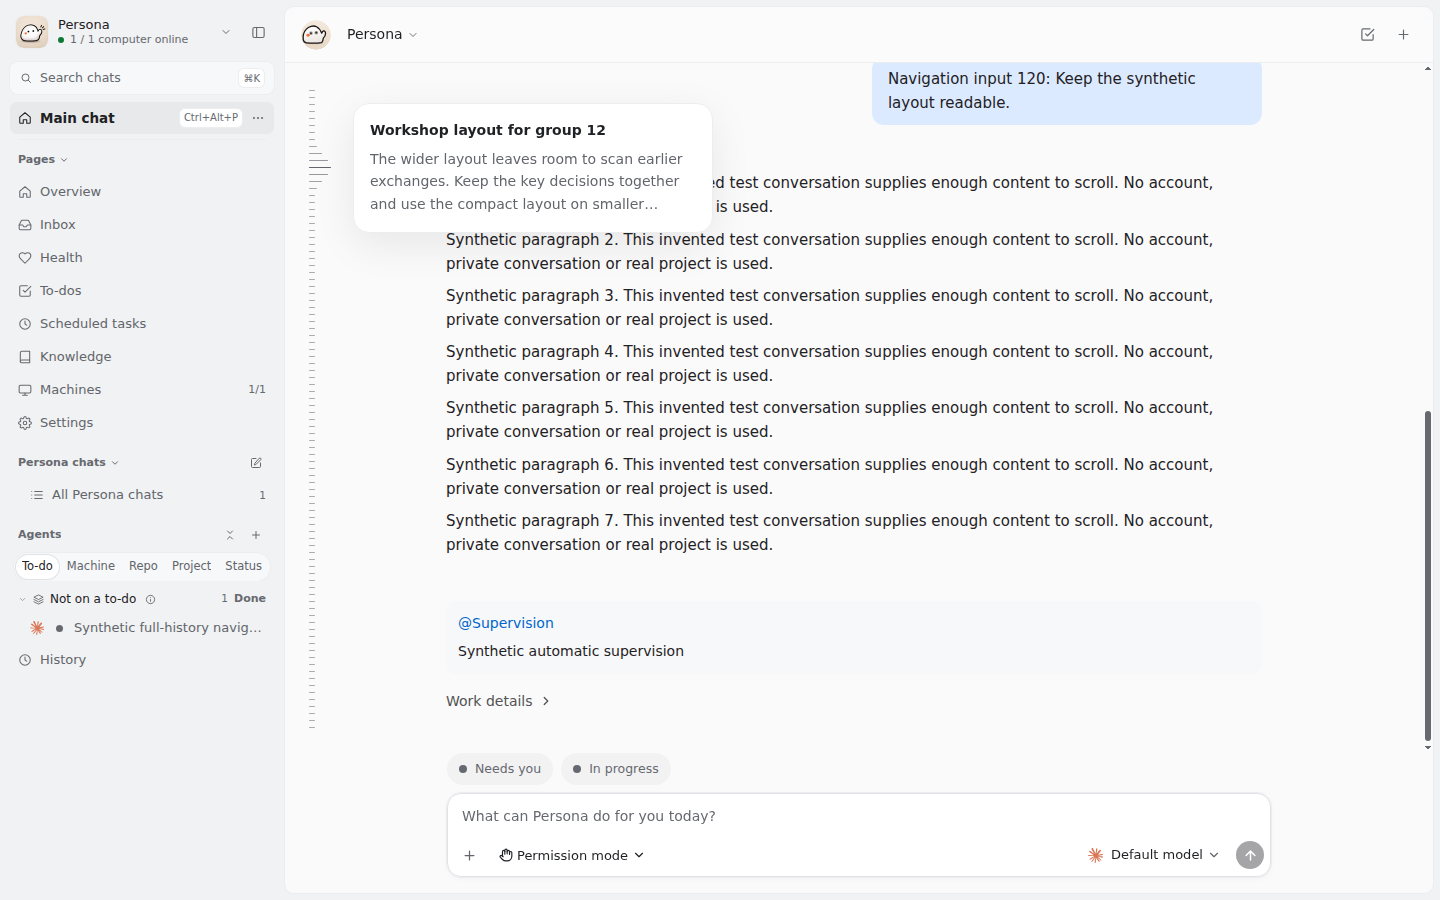 Persona
1 / 1 computer online
Search chats
⌘K
Main chat
Ctrl+Alt+P
Pages
Overview
Inbox
Health
To-dos
Scheduled tasks
Knowledge
Machines
1/1
Settings
Persona chats
All Persona chats
1
Agents
To-do
Machine
Repo
Project
Status
Not on a to-do
1 Done
Synthetic full-history navig…
History
Persona
Navigation input 120: Keep the synthetic
layout readable.
Workshop layout for group 12
The wider layout leaves room to scan earlier
exchanges. Keep the key decisions together
and use the compact layout on smaller…
test conversation supplies enough content to scroll. No account,
is used.
Synthetic paragraph 2. This invented test conversation supplies enough content to scroll. No account,
private conversation or real project is used.
Synthetic paragraph 3. This invented test conversation supplies enough content to scroll. No account,
private conversation or real project is used.
Synthetic paragraph 4. This invented test conversation supplies enough content to scroll. No account,
private conversation or real project is used.
Synthetic paragraph 5. This invented test conversation supplies enough content to scroll. No account,
private conversation or real project is used.
Synthetic paragraph 6. This invented test conversation supplies enough content to scroll. No account,
private conversation or real project is used.
Synthetic paragraph 7. This invented test conversation supplies enough content to scroll. No account,
private conversation or real project is used.
@Supervision
Synthetic automatic supervision
Work details
Needs you
In progress
What can Persona do for you today?
Permission mode
Default model